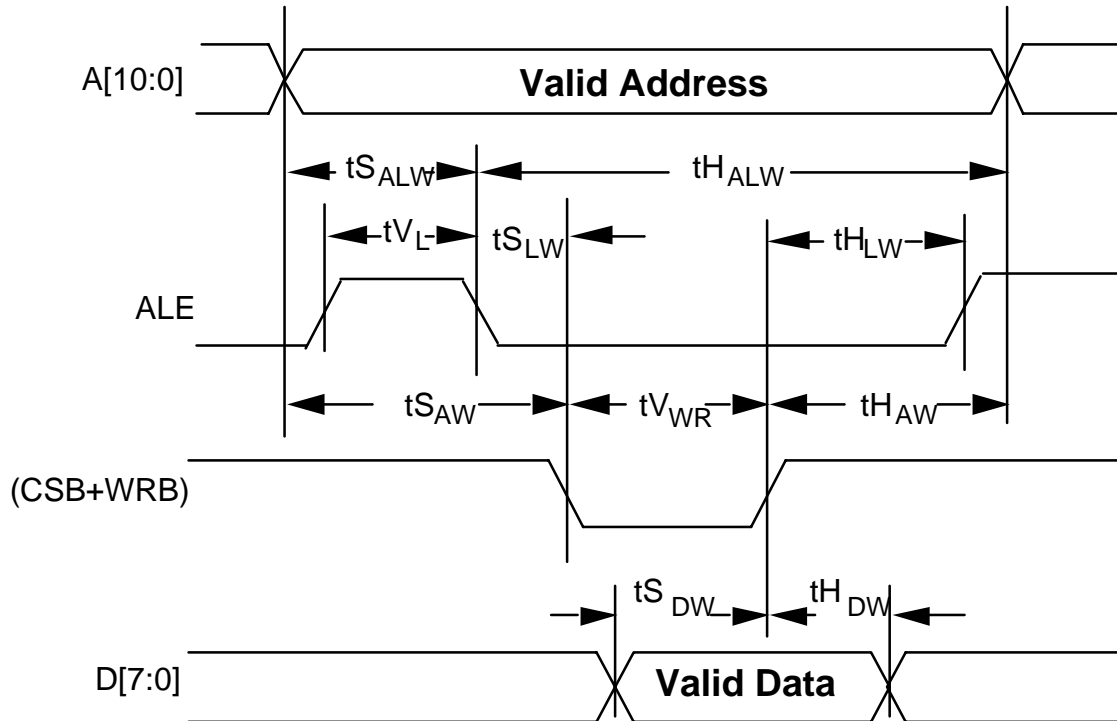 A[10:0]
Valid Address
tSALW
tHALW
tVL
tSLW
tHLW
ALE
tSAW
tVWR
tHAW
(CSB+WRB)
tS DW
tH DW
D[7:0]
Valid Data